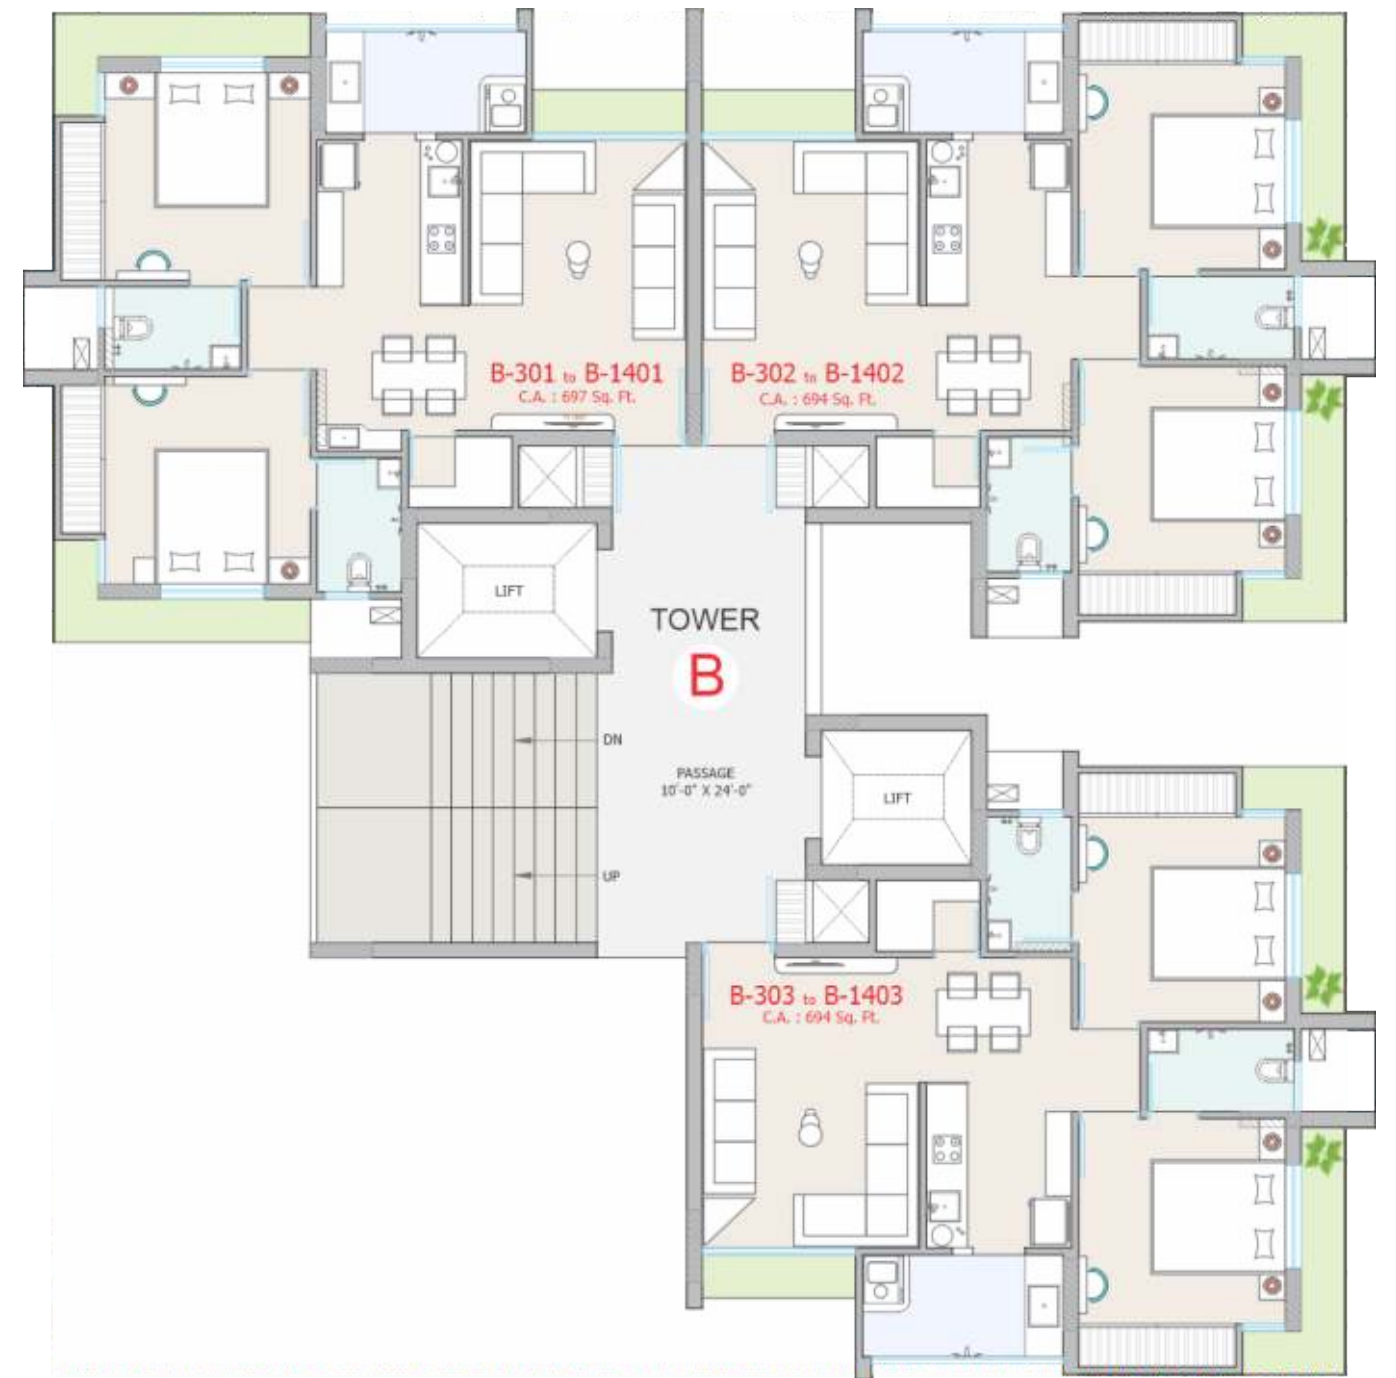 B-301 to B-1401
C.A. : 697 Sq. Ft.
B-302 to B-1402
C.A. : 694 Sq. Ft.
LIFT
TOWER
B
DN
PASSAGE
10'-0" X 24'-0"
LIFT
UP
B-303 to B-1403
C.A. : 694 Sq. Ft.